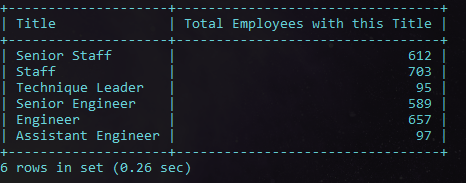 +--------------------+----------------------------------+
| Title              | Total Employees with this Title |
+--------------------+----------------------------------+
| Senior Staff       |                              612 |
| Staff              |                              703 |
| Technique Leader   |                               95 |
| Senior Engineer    |                              589 |
| Engineer           |                              657 |
| Assistant Engineer |                               97 |
+--------------------+----------------------------------+
6 rows in set (0.26 sec)